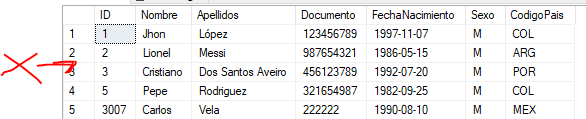 ID Nombre Apellidos Documento FechaNacimiento Sexo CodigoPais
1 1 Jhon López 123456789 1997-11-07 M COL
2 2 Lionel Messi 987654321 1986-05-15 M ARG
3 3 Cristiano Dos Santos Aveiro 456123789 1992-07-20 M POR
4 5 Pepe Rodriguez 321654987 1982-09-25 M COL
5 3007 Carlos Vela 222222 1990-08-10 M MEX